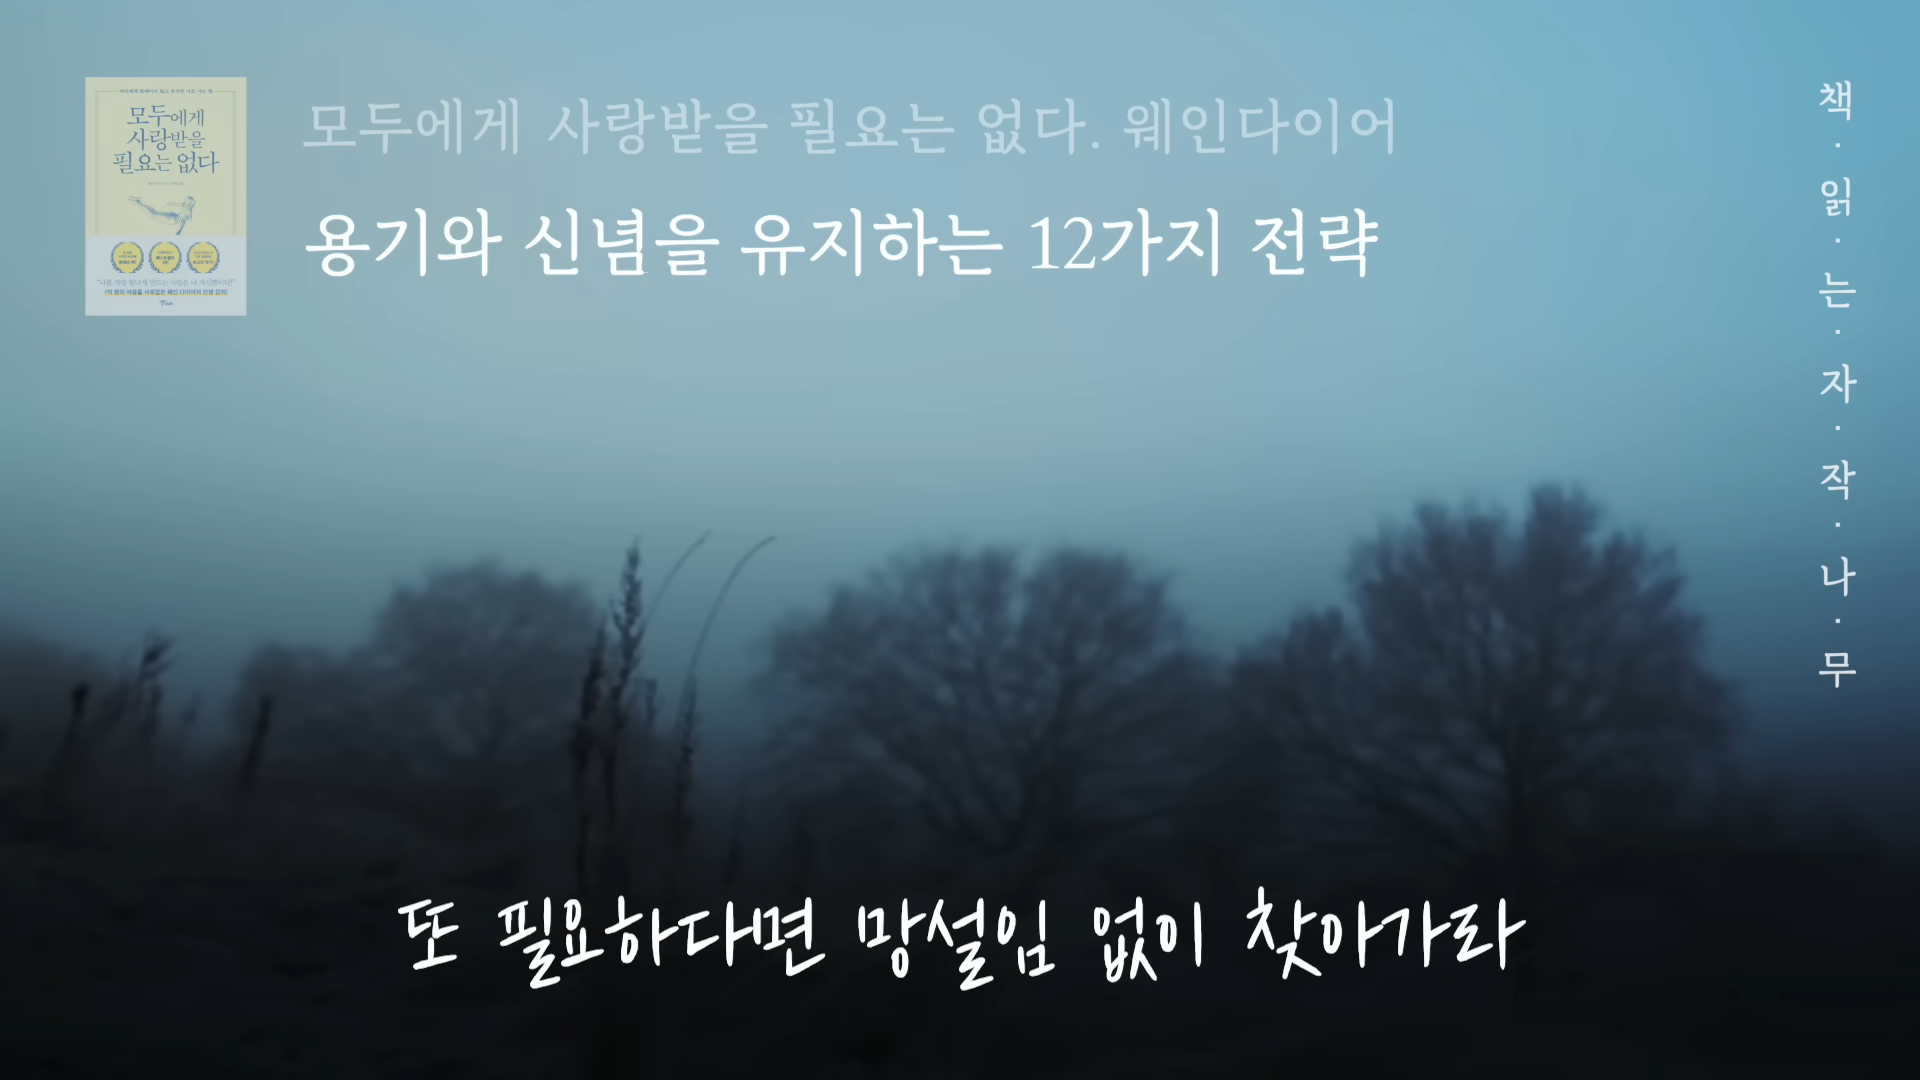 모두에게
사랑받을
필요는 없다
모두에게 사랑받을 필요는 없다. 웨인다이어
용기와 신념을 유지하는 12가지 전략
책·읽·는·자·작·나·무
또 필요하다면 망설임 없이 찾아가라